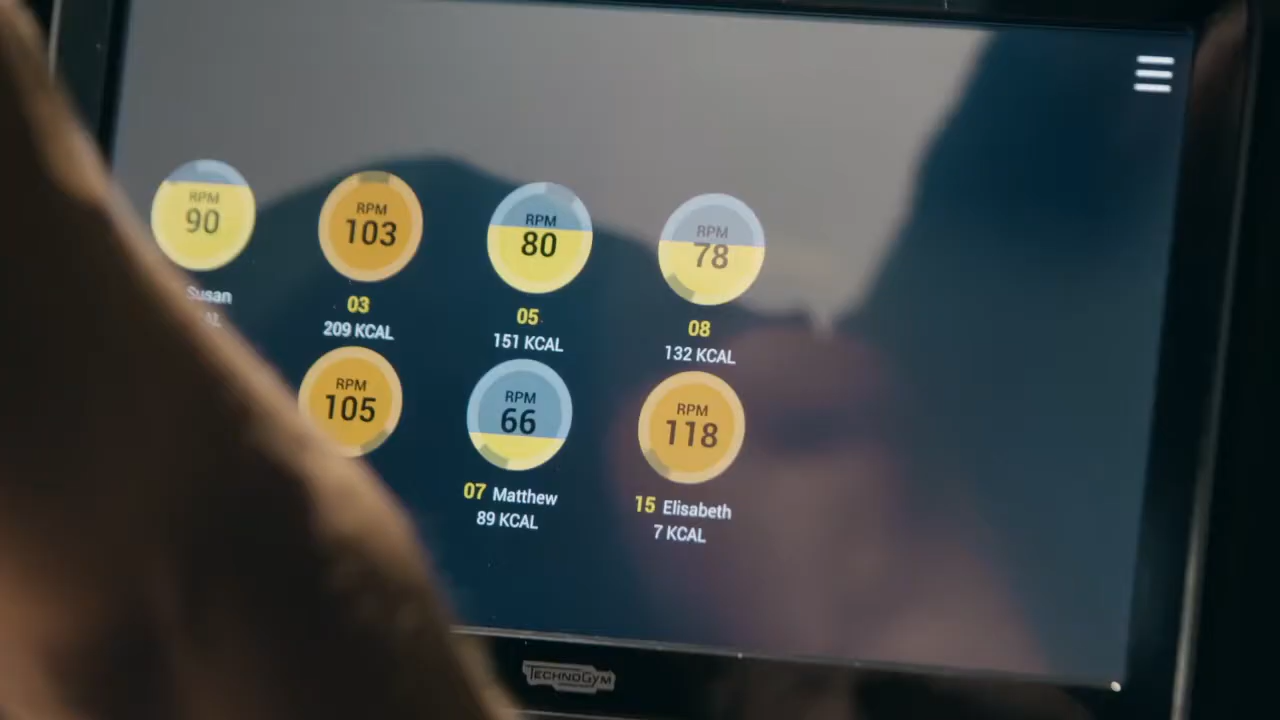 RPM
90
Susan
RPM
103
03
209 KCAL
RPM
80
05
151 KCAL
RPM
78
08
132 KCAL
RPM
105
RPM
66
07 Matthew
89 KCAL
RPM
118
15 Elisabeth
7 KCAL
TECHNOGYM